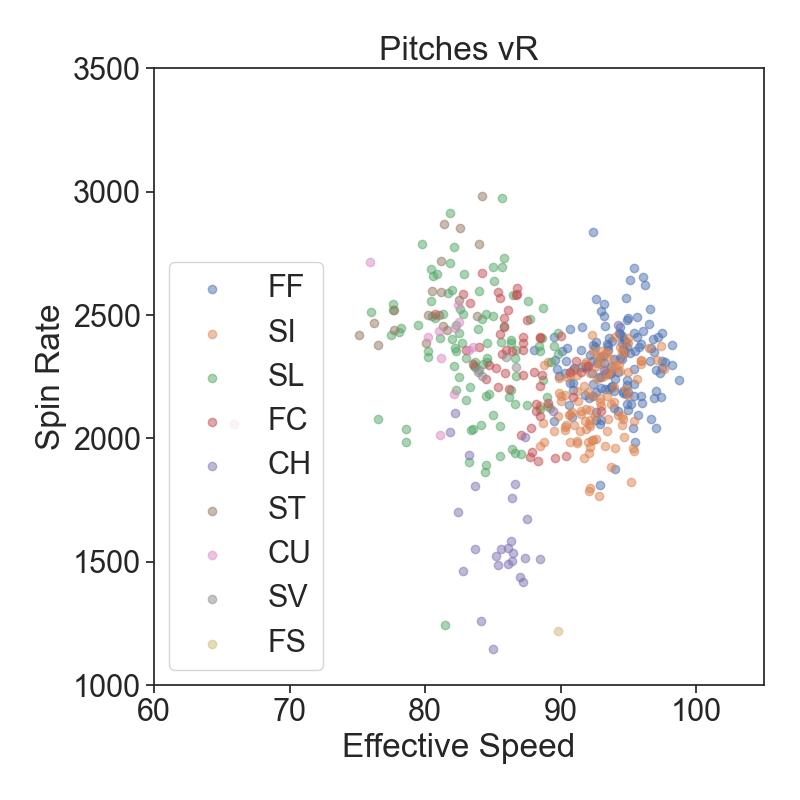 Pitches vR
3500
3000
2500
2000
1500
1000
Spin Rate
FF
SI
SL
FC
CH
ST
CU
SV
FS
60 70 80 90 100
Effective Speed